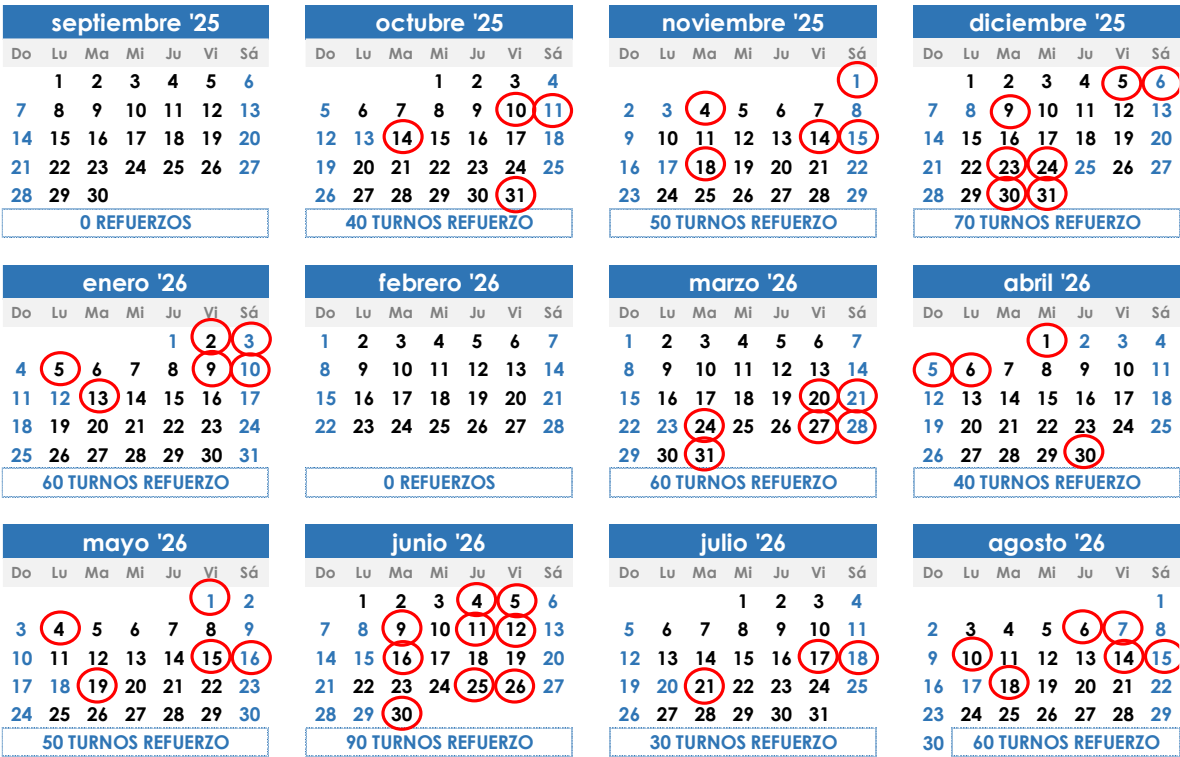 septiembre '25
Do Lu Ma Mi Ju Vi Sá
1 2 3 4 5 6
7 8 9 10 11 12 13
14 15 16 17 18 19 20
21 22 23 24 25 26 27
28 29 30
0 REFUERZOS
octubre '25
Do Lu Ma Mi Ju Vi Sá
1 2 3 4
5 6 7 8 9 10 11
12 13 14 15 16 17 18
19 20 21 22 23 24 25
26 27 28 29 30 31
40 TURNOS REFUERZO
noviembre '25
Do Lu Ma Mi Ju Vi Sá
1
2 3 4 5 6 7 8
9 10 11 12 13 14 15
16 17 18 19 20 21 22
23 24 25 26 27 28 29
50 TURNOS REFUERZO
diciembre '25
Do Lu Ma Mi Ju Vi Sá
1 2 3 4 5 6
7 8 9 10 11 12 13
14 15 16 17 18 19 20
21 22 23 24 25 26 27
28 29 30 31
70 TURNOS REFUERZO
enero '26
Do Lu Ma Mi Ju Vi Sá
1 2 3
4 5 6 7 8 9 10
11 12 13 14 15 16 17
18 19 20 21 22 23 24
25 26 27 28 29 30 31
60 TURNOS REFUERZO
febrero '26
Do Lu Ma Mi Ju Vi Sá
1 2 3 4 5 6 7
8 9 10 11 12 13 14
15 16 17 18 19 20 21
22 23 24 25 26 27 28
0 REFUERZOS
marzo '26
Do Lu Ma Mi Ju Vi Sá
1 2 3 4 5 6 7
8 9 10 11 12 13 14
15 16 17 18 19 20 21
22 23 24 25 26 27 28
29 30 31
60 TURNOS REFUERZO
abril '26
Do Lu Ma Mi Ju Vi Sá
1 2 3 4
5 6 7 8 9 10 11
12 13 14 15 16 17 18
19 20 21 22 23 24 25
26 27 28 29 30
40 TURNOS REFUERZO
mayo '26
Do Lu Ma Mi Ju Vi Sá
1 2
3 4 5 6 7 8 9
10 11 12 13 14 15 16
17 18 19 20 21 22 23
24 25 26 27 28 29 30
50 TURNOS REFUERZO
junio '26
Do Lu Ma Mi Ju Vi Sá
1 2 3 4 5 6
7 8 9 10 11 12 13
14 15 16 17 18 19 20
21 22 23 24 25 26 27
28 29 30
90 TURNOS REFUERZO
julio '26
Do Lu Ma Mi Ju Vi Sá
1 2 3 4
5 6 7 8 9 10 11
12 13 14 15 16 17 18
19 20 21 22 23 24 25
26 27 28 29 30 31
30 TURNOS REFUERZO
agosto '26
Do Lu Ma Mi Ju Vi Sá
1
2 3 4 5 6 7 8
9 10 11 12 13 14 15
16 17 18 19 20 21 22
23 24 25 26 27 28 29
30 60 TURNOS REFUERZO